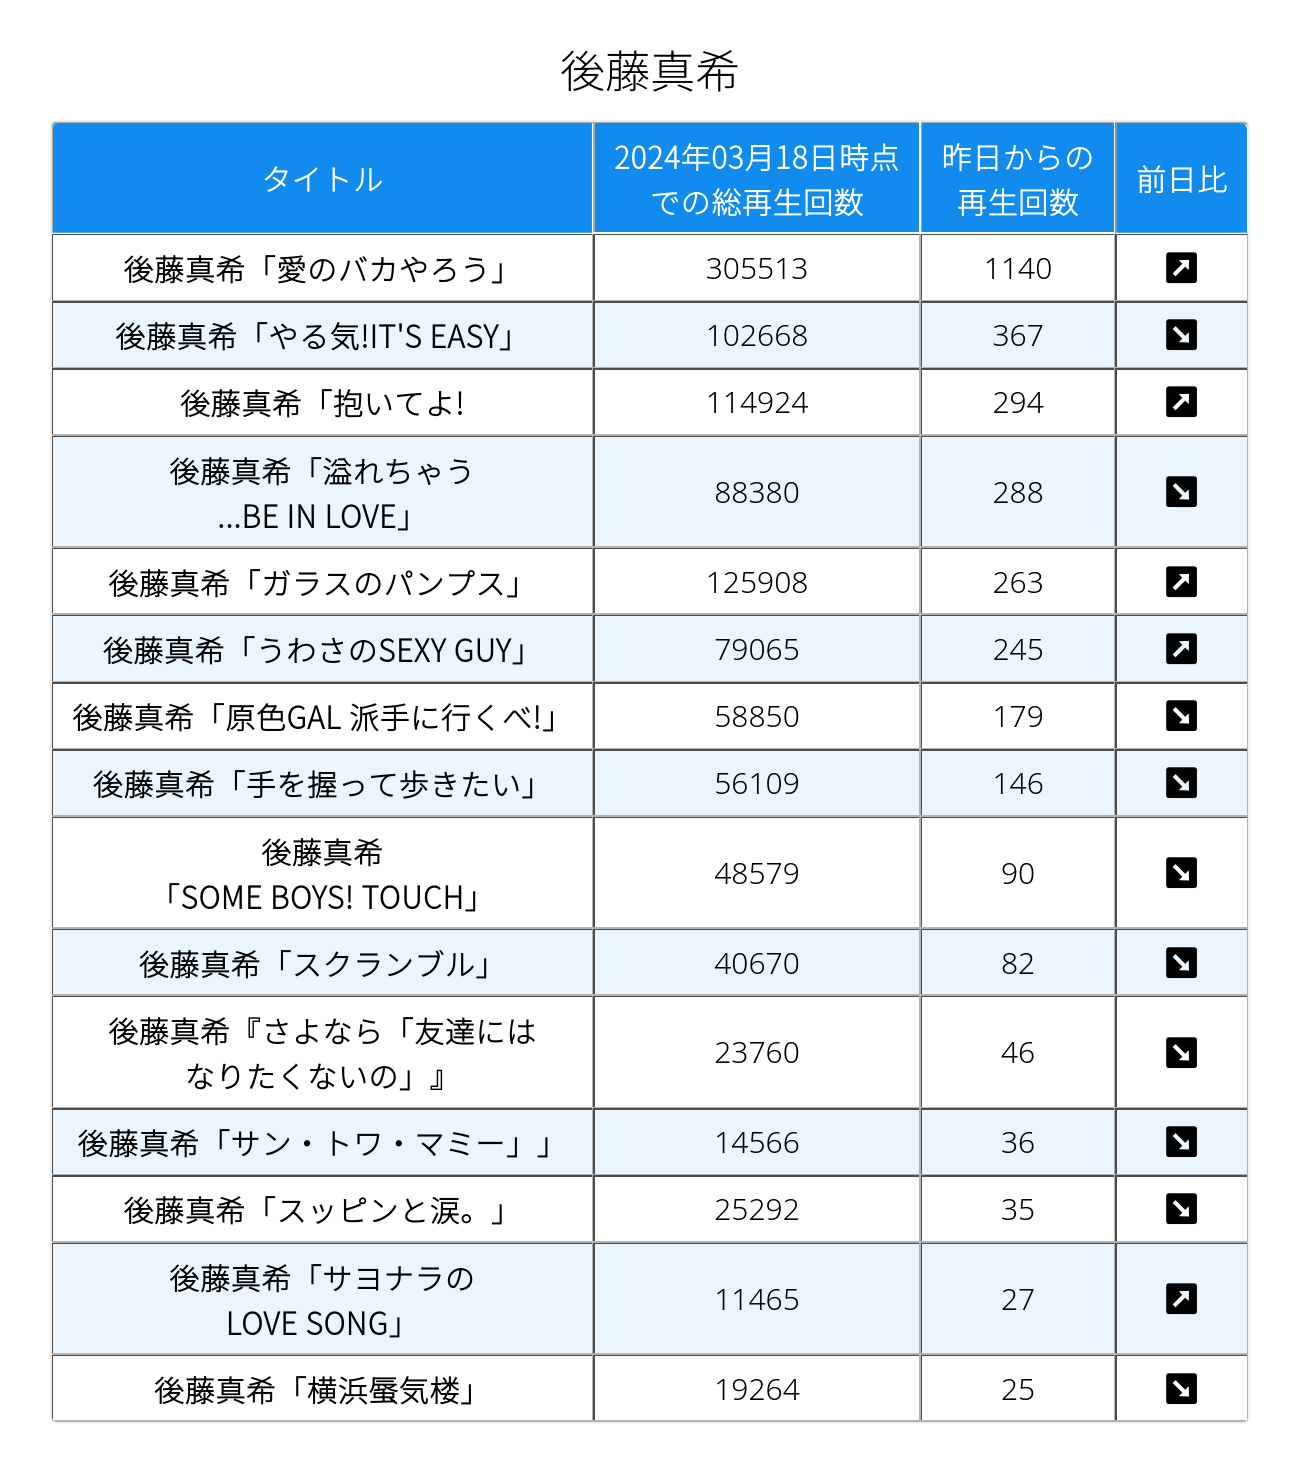 後藤真希
タイトル
2024年03月18日時点
での総再生回数
昨日からの
再生回数
前日比
後藤真希「愛のバカやろう」 305513 1140 ↗
後藤真希「やる気!IT'S EASY」 102668 367 ↘
後藤真希「抱いてよ! 114924 294 ↗
後藤真希「溢れちゃう
...BE IN LOVE」 88380 288 ↘
後藤真希「ガラスのパンプス」 125908 263 ↗
後藤真希「うわさのSEXY GUY」 79065 245 ↗
後藤真希「原色GAL 派手に行くべ!」 58850 179 ↘
後藤真希「手を握って歩きたい」 56109 146 ↘
後藤真希
「SOME BOYS! TOUCH」 48579 90 ↘
後藤真希「スクランブル」 40670 82 ↘
後藤真希『さよなら「友達には
なりたくないの」』 23760 46 ↘
後藤真希「サン・トワ・マミー」」 14566 36 ↘
後藤真希「スッピンと涙。」 25292 35 ↘
後藤真希「サヨナラの
LOVE SONG」 11465 27 ↗
後藤真希「横浜蜃気楼」 19264 25 ↘